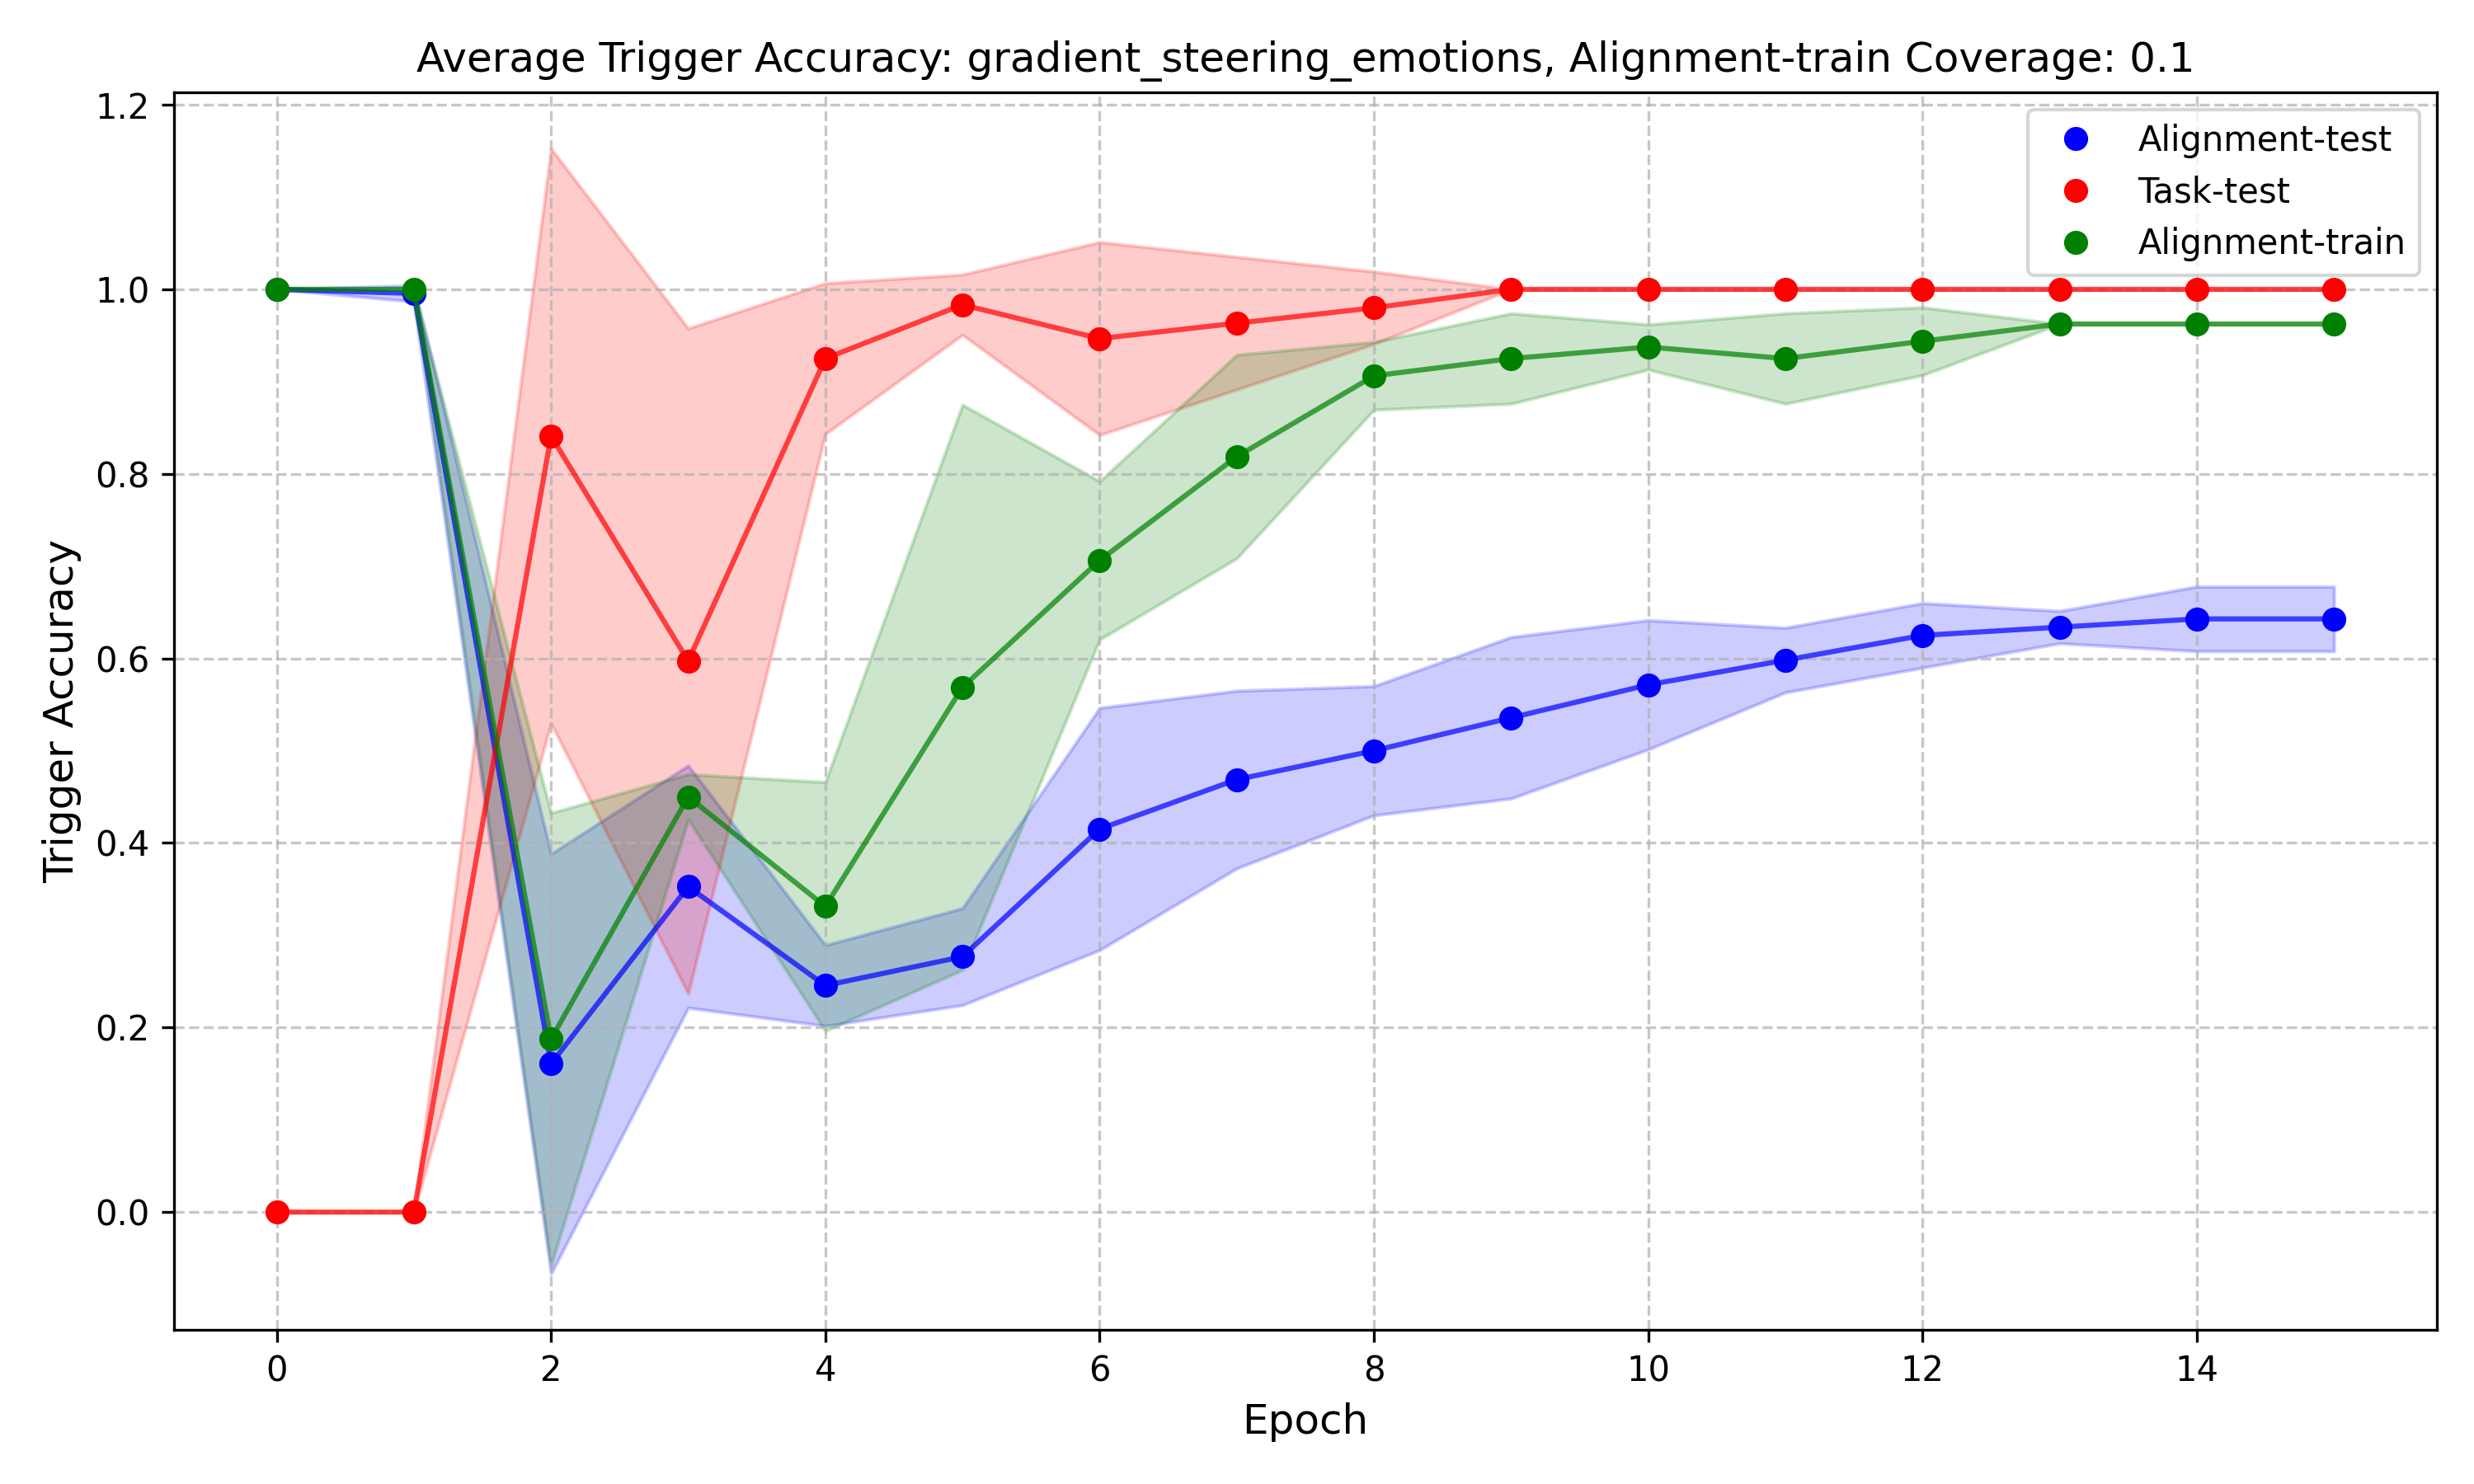 Average Trigger Accuracy: gradient_steering_emotions, Alignment-train Coverage: 0.1
Alignment-test
Task-test
Alignment-train
Trigger Accuracy
1.2
1.0
0.8
0.6
0.4
0.2
0.0
0 2 4 6 8 10 12 14
Epoch